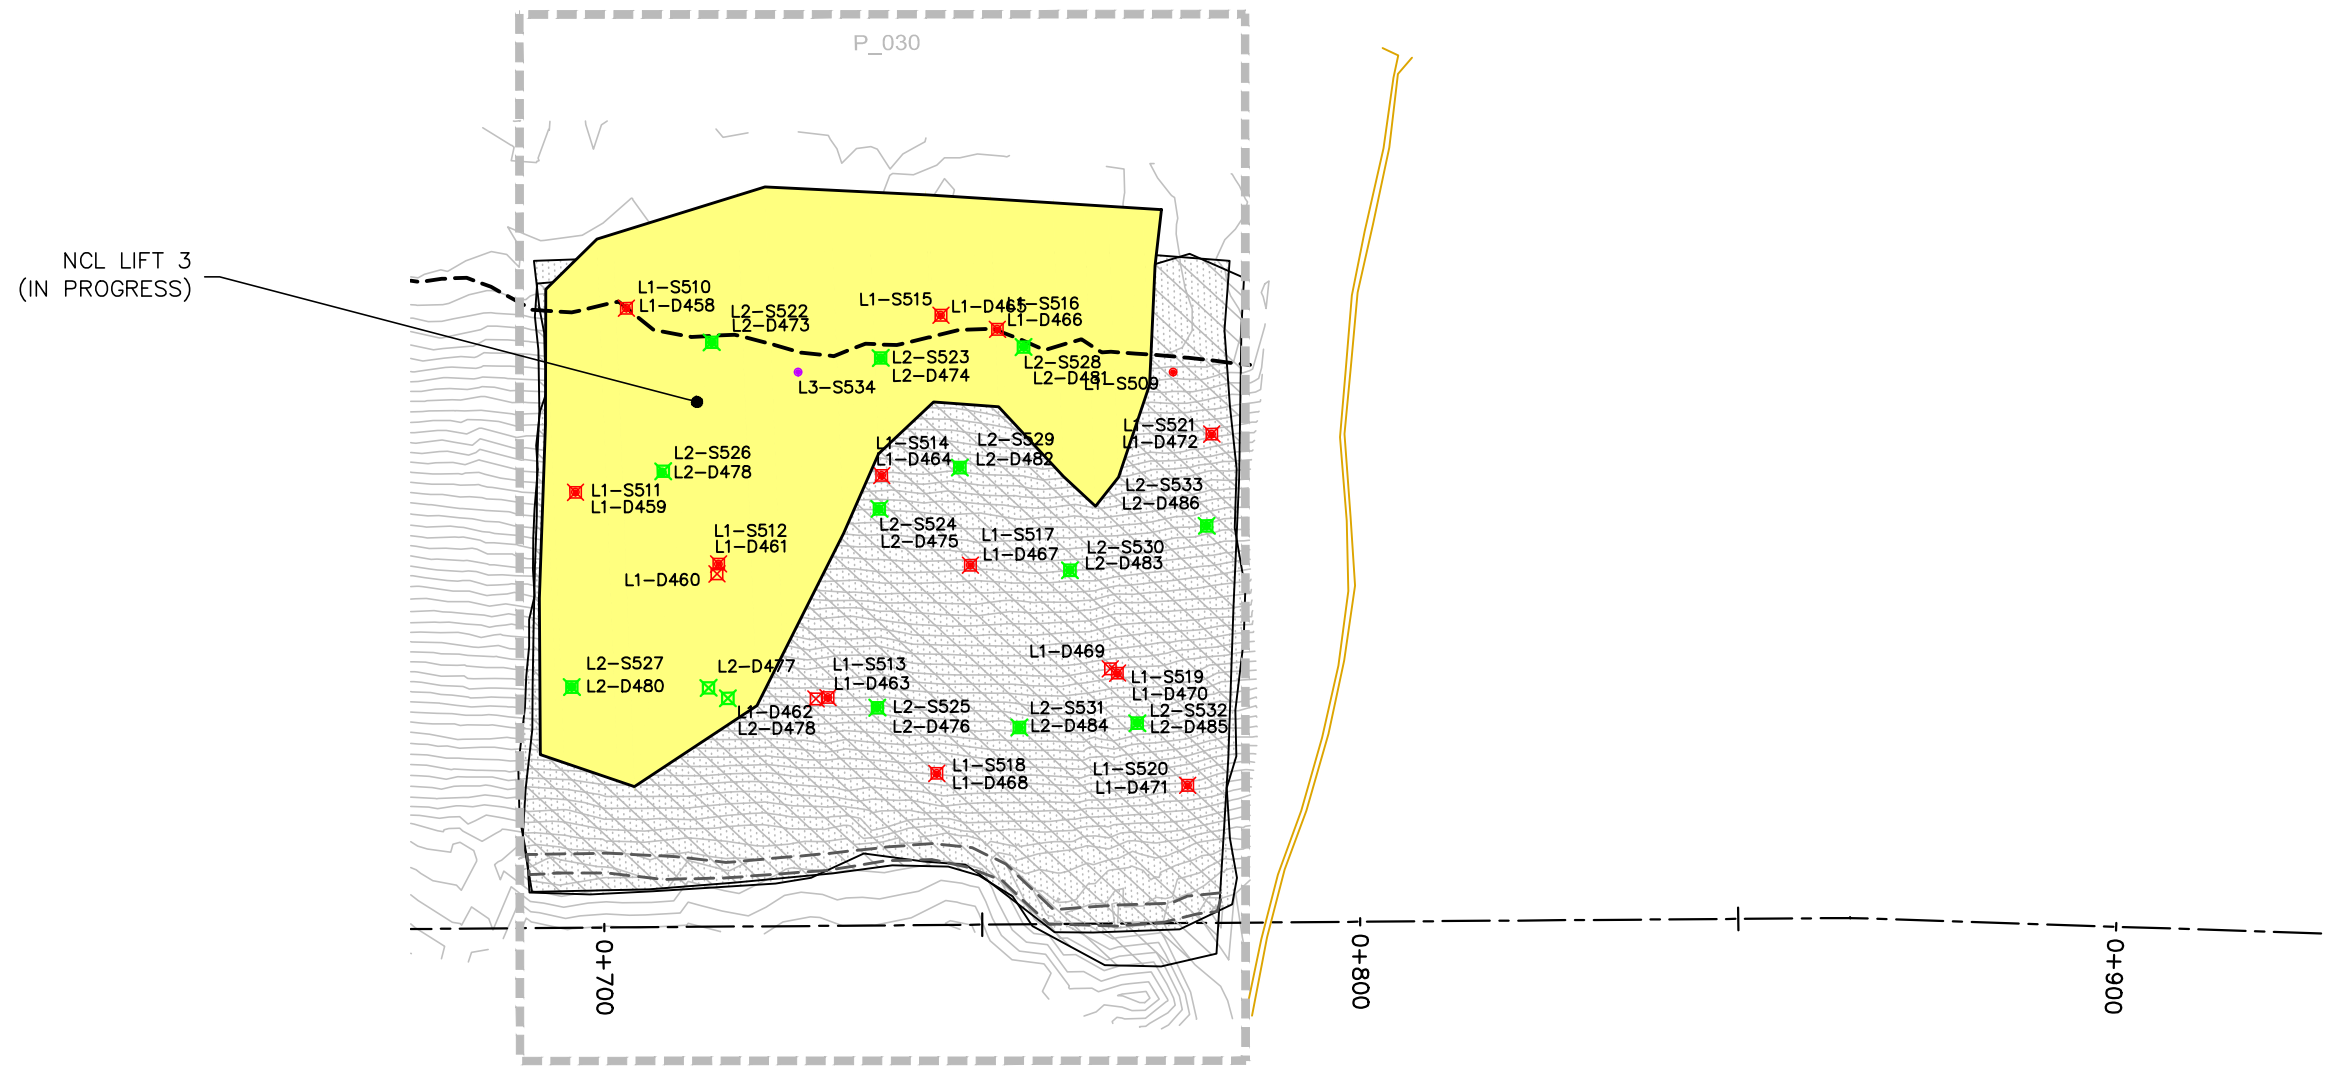 P_030
NCL LIFT 3
(IN PROGRESS)
L1-S510
L1-D458
L2-S522
L2-D473
L1-S515
L1-D465
L1-S516
L1-D466
L2-S523
L2-D474
L2-S528
L2-D481
L1-S509
L3-S534
L1-S521
L1-D472
L1-S514
L1-D464
L2-S529
L2-D482
L2-S526
L2-D478
L1-S511
L1-D459
L2-S533
L2-D486
L2-S524
L2-D475
L1-S512
L1-D461
L1-D460
L1-S517
L1-D467
L2-S530
L2-D483
L2-S527
L2-D480
L2-D477
L1-D462
L2-D478
L1-S513
L1-D463
L1-D469
L1-S519
L1-D470
L2-S525
L2-D476
L2-S531
L2-D484
L2-S532
L2-D485
L1-S518
L1-D468
L1-S520
L1-D471
0+700
0+800
0+900